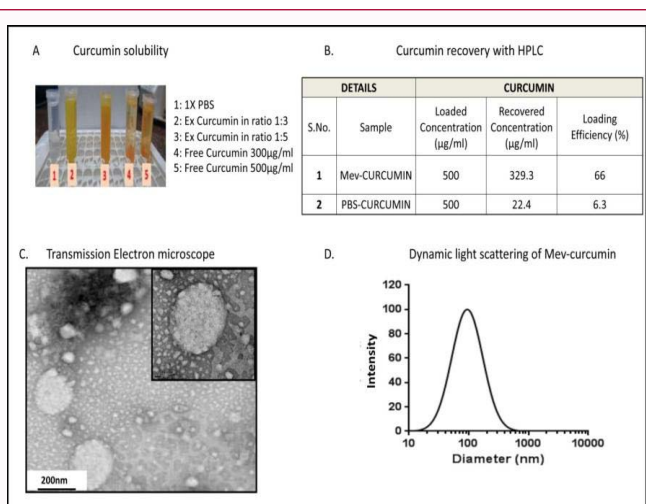 A Curcumin solubility
1: 1X PBS
2: Ex Curcumin in ratio 1:3
3: Ex Curcumin in ratio 1:5
4: Free Curcumin 300μg/ml
5: Free Curcumin 500μg/ml
1 2 3 4 5
B. Curcumin recovery with HPLC
DETAILS CURCUMIN
S.No. Sample Loaded Concentration (μg/ml) Recovered Concentration (μg/ml) Loading Efficiency (%)
1 Mev-CURCUMIN 500 329.3 66
2 PBS-CURCUMIN 500 22.4 6.3
C. Transmission Electron microscope
200nm
D. Dynamic light scattering of Mev-curcumin
120
100
80
60
40
20
0
Intensity
10 100 1000 10000
Diameter (nm)